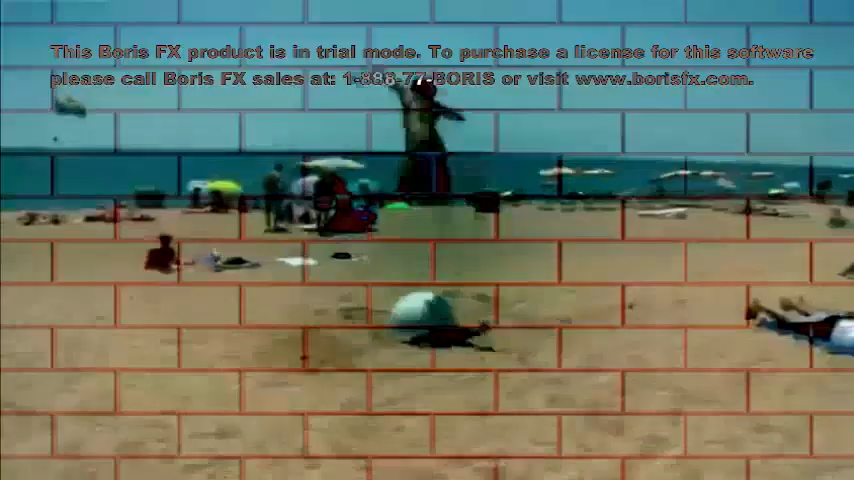 This Boris FX product is in trial mode. To purchase a license for this software
please call Boris FX sales at: 1-888-77-BORIS or visit www.borisfx.com.